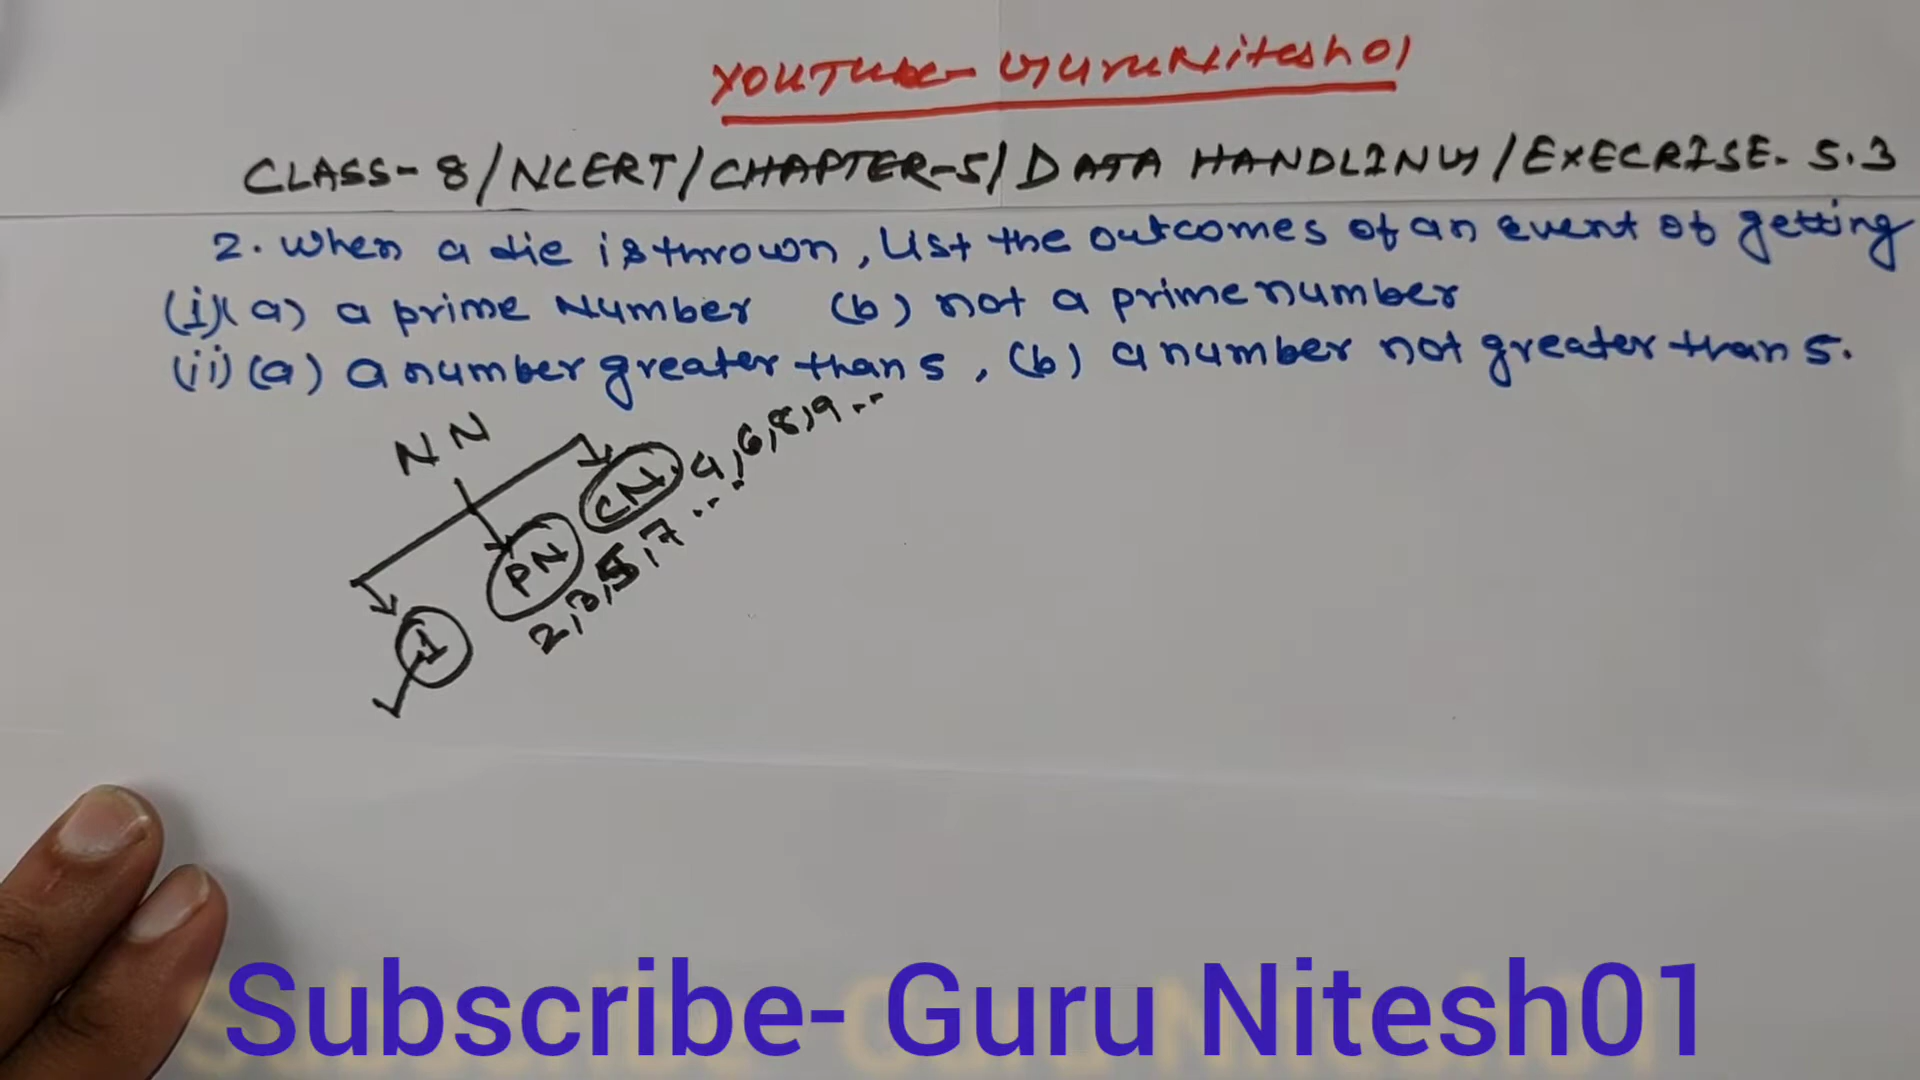 YOUTube- GuruNitesh01
CLASS-8/NCERT/CHAPTER-5/DATA HANDLING/EXECRISE-5.3
2. When a die is thrown, List the outcomes of an event of getting
(i)(a) a prime Number (b) not a prime number
(ii)(a) a number greater than 5, (b) a number not greater than 5.
NN
CN 4,6,8,9...
PN 2,3,5,7....
1
Subscribe- Guru Nitesh01